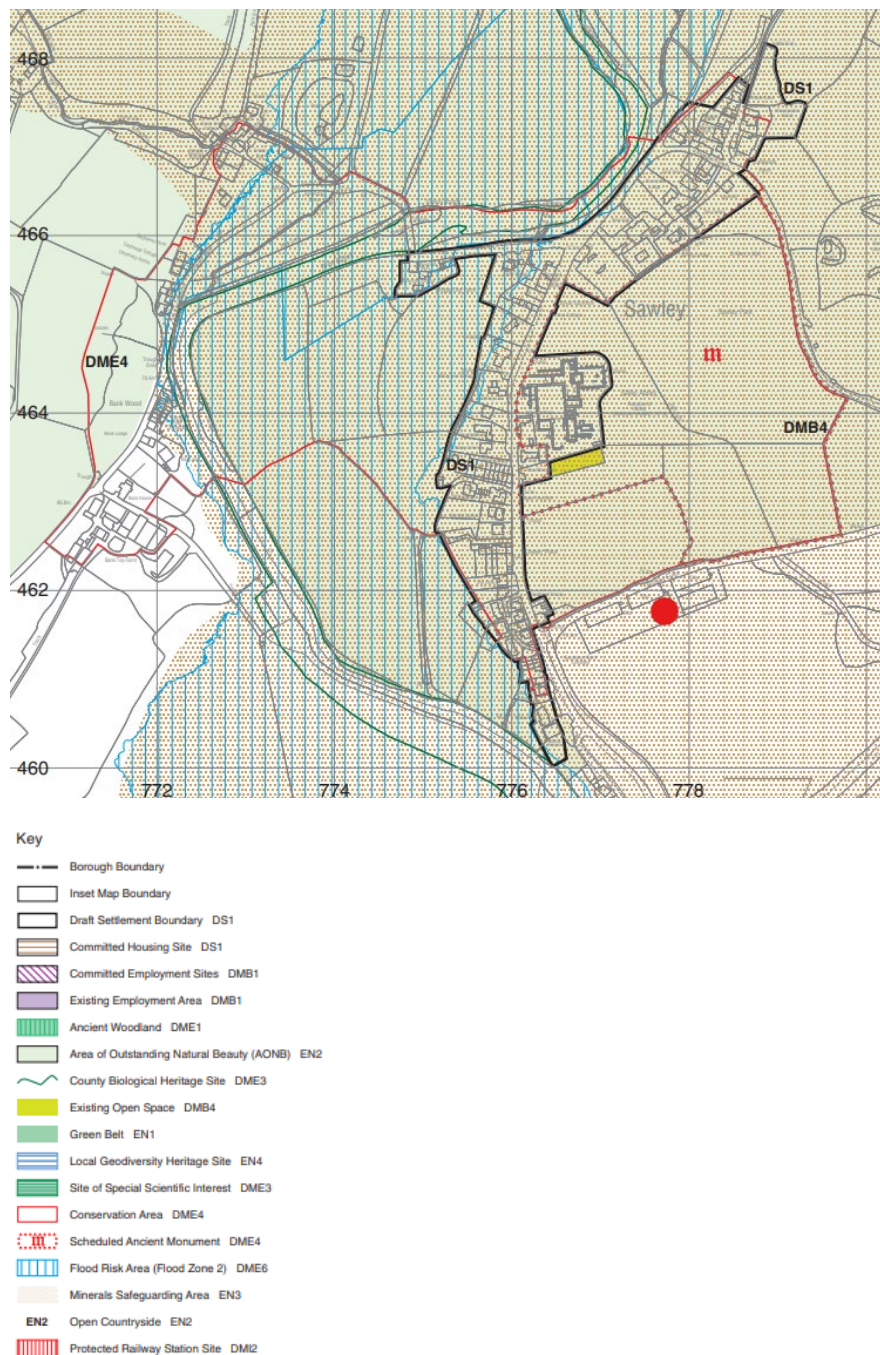 468
DS1
466
Sawley
m
DME4
Bank Wood
464
DMB4
DS1
462
460
772
774
776
778
Key
Borough Boundary
Inset Map Boundary
Draft Settlement Boundary DS1
Committed Housing Site DS1
Committed Employment Sites DMB1
Existing Employment Area DMB1
Ancient Woodland DME1
Area of Outstanding Natural Beauty (AONB) EN2
County Biological Heritage Site DME3
Existing Open Space DMB4
Green Belt EN1
Local Geodiversity Heritage Site EN4
Site of Special Scientific Interest DME3
Conservation Area DME4
m Scheduled Ancient Monument DME4
Flood Risk Area (Flood Zone 2) DME6
Minerals Safeguarding Area EN3
EN2 Open Countryside EN2
Protected Railway Station Site DMI2